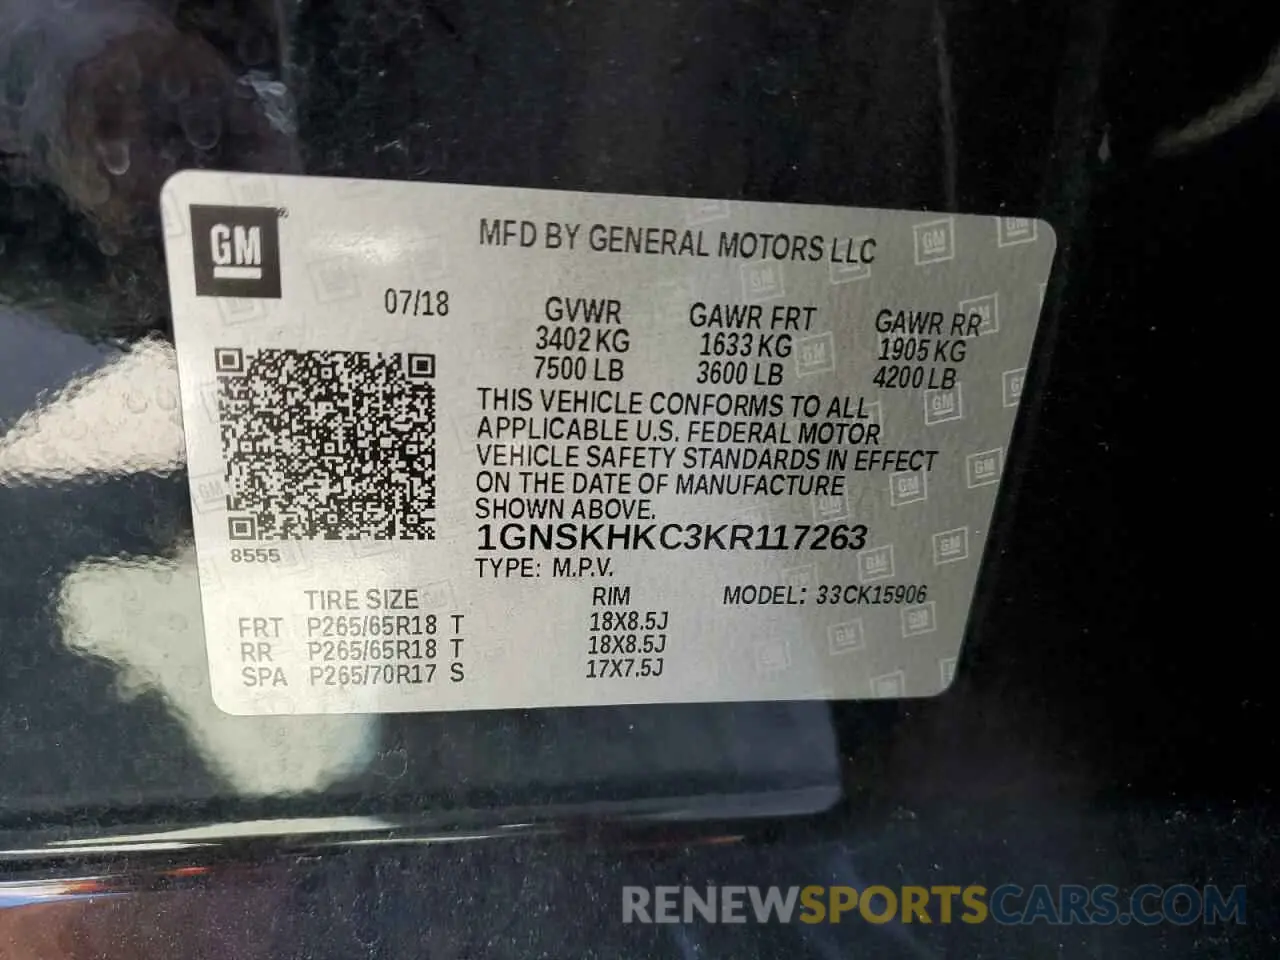 GM
MFD BY GENERAL MOTORS LLC
07/18
GVWR GAWR FRT GAWR RR
3402 KG 1633 KG 1905 KG
7500 LB 3600 LB 4200 LB
THIS VEHICLE CONFORMS TO ALL
APPLICABLE U.S. FEDERAL MOTOR
VEHICLE SAFETY STANDARDS IN EFFECT
ON THE DATE OF MANUFACTURE
SHOWN ABOVE.
1GNSKHKC3KR117263
8555
TYPE: M.P.V.
TIRE SIZE RIM MODEL: 33CK15906
FRT P265/65R18 T 18X8.5J
RR P265/65R18 T 18X8.5J
SPA P265/70R17 S 17X7.5J
RENEWSPORTSCARS.COM